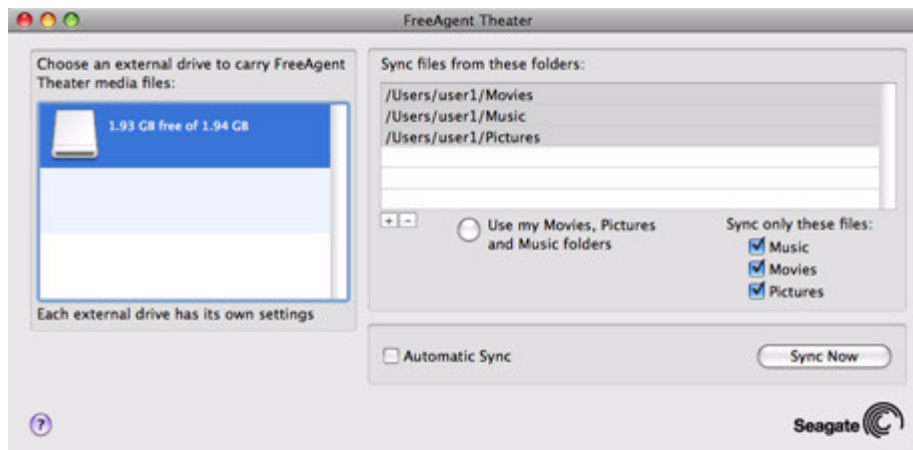 FreeAgent Theater
Choose an external drive to carry FreeAgent
Theater media files:
1.93 GB free of 1.94 GB
Each external drive has its own settings
Sync files from these folders:
/Users/user1/Movies
/Users/user1/Music
/Users/user1/Pictures
+ -
Use my Movies, Pictures
and Music folders
Sync only these files:
Music
Movies
Pictures
Automatic Sync
Sync Now
?
Seagate